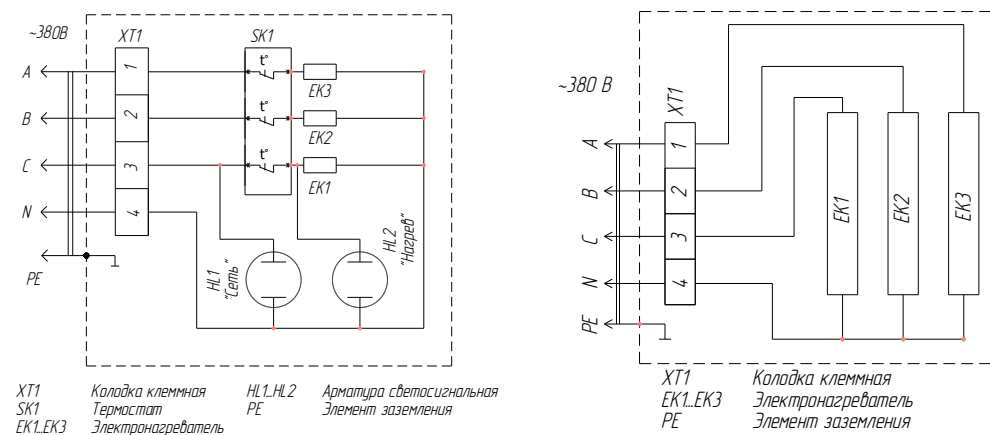 ~380В
XT1
SK1
A
1
t°
EK3
B
2
t°
EK2
C
3
t°
EK1
N
4
PE
HL1
"Сеть"
HL2
"Нагрев"
XT1 Колодка клеммная
SK1 Термостат
EK1..EK3 Электронагреватель
HL1..HL2 Арматура светосигнальная
PE Элемент заземления
~380 В
XT1
A
1
B
2
C
3
N
4
PE
EK1
EK2
EK3
XT1 Колодка клеммная
EK1...EK3 Электронагреватель
PE Элемент заземления